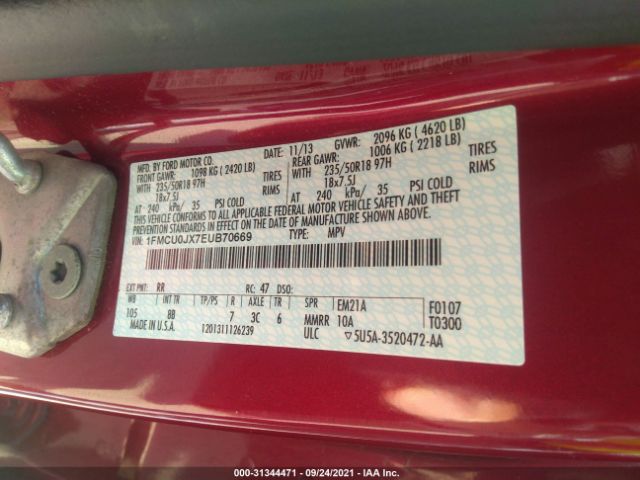 MFD. BY FORD MOTOR CO. DATE: 11/13 GVWR: 2096 KG ( 4620 LB)
FRONT GAWR: 1098 KG ( 2420 LB) REAR GAWR: 1006 KG ( 2218 LB)
WITH 235/50R18 97H TIRES WITH 235/50R18 97H TIRES
18x7.5J RIMS 18x7.5J RIMS
AT 240 kPa/ 35 PSI COLD AT 240 kPa/ 35 PSI COLD
THIS VEHICLE CONFORMS TO ALL APPLICABLE FEDERAL MOTOR VEHICLE SAFETY AND BUMPER STANDARDS AND THEFT PREVENTION STANDARDS IN EFFECT ON THE DATE OF MANUFACTURE SHOWN ABOVE.
VIN: 1FMCU0JX7EUB70669 TYPE: MPV
EXT PNT: RR RC: 47 DSO:
WB INT TR TP/PS R AXLE TR SPR EM21A F0107
105 8B 7 3C 6 MMRR 10A T0300
MADE IN U.S.A. 1201311126239 ULC 5U5A-3520472-AA
000-31344471 - 09/24/2021 - IAA Inc.